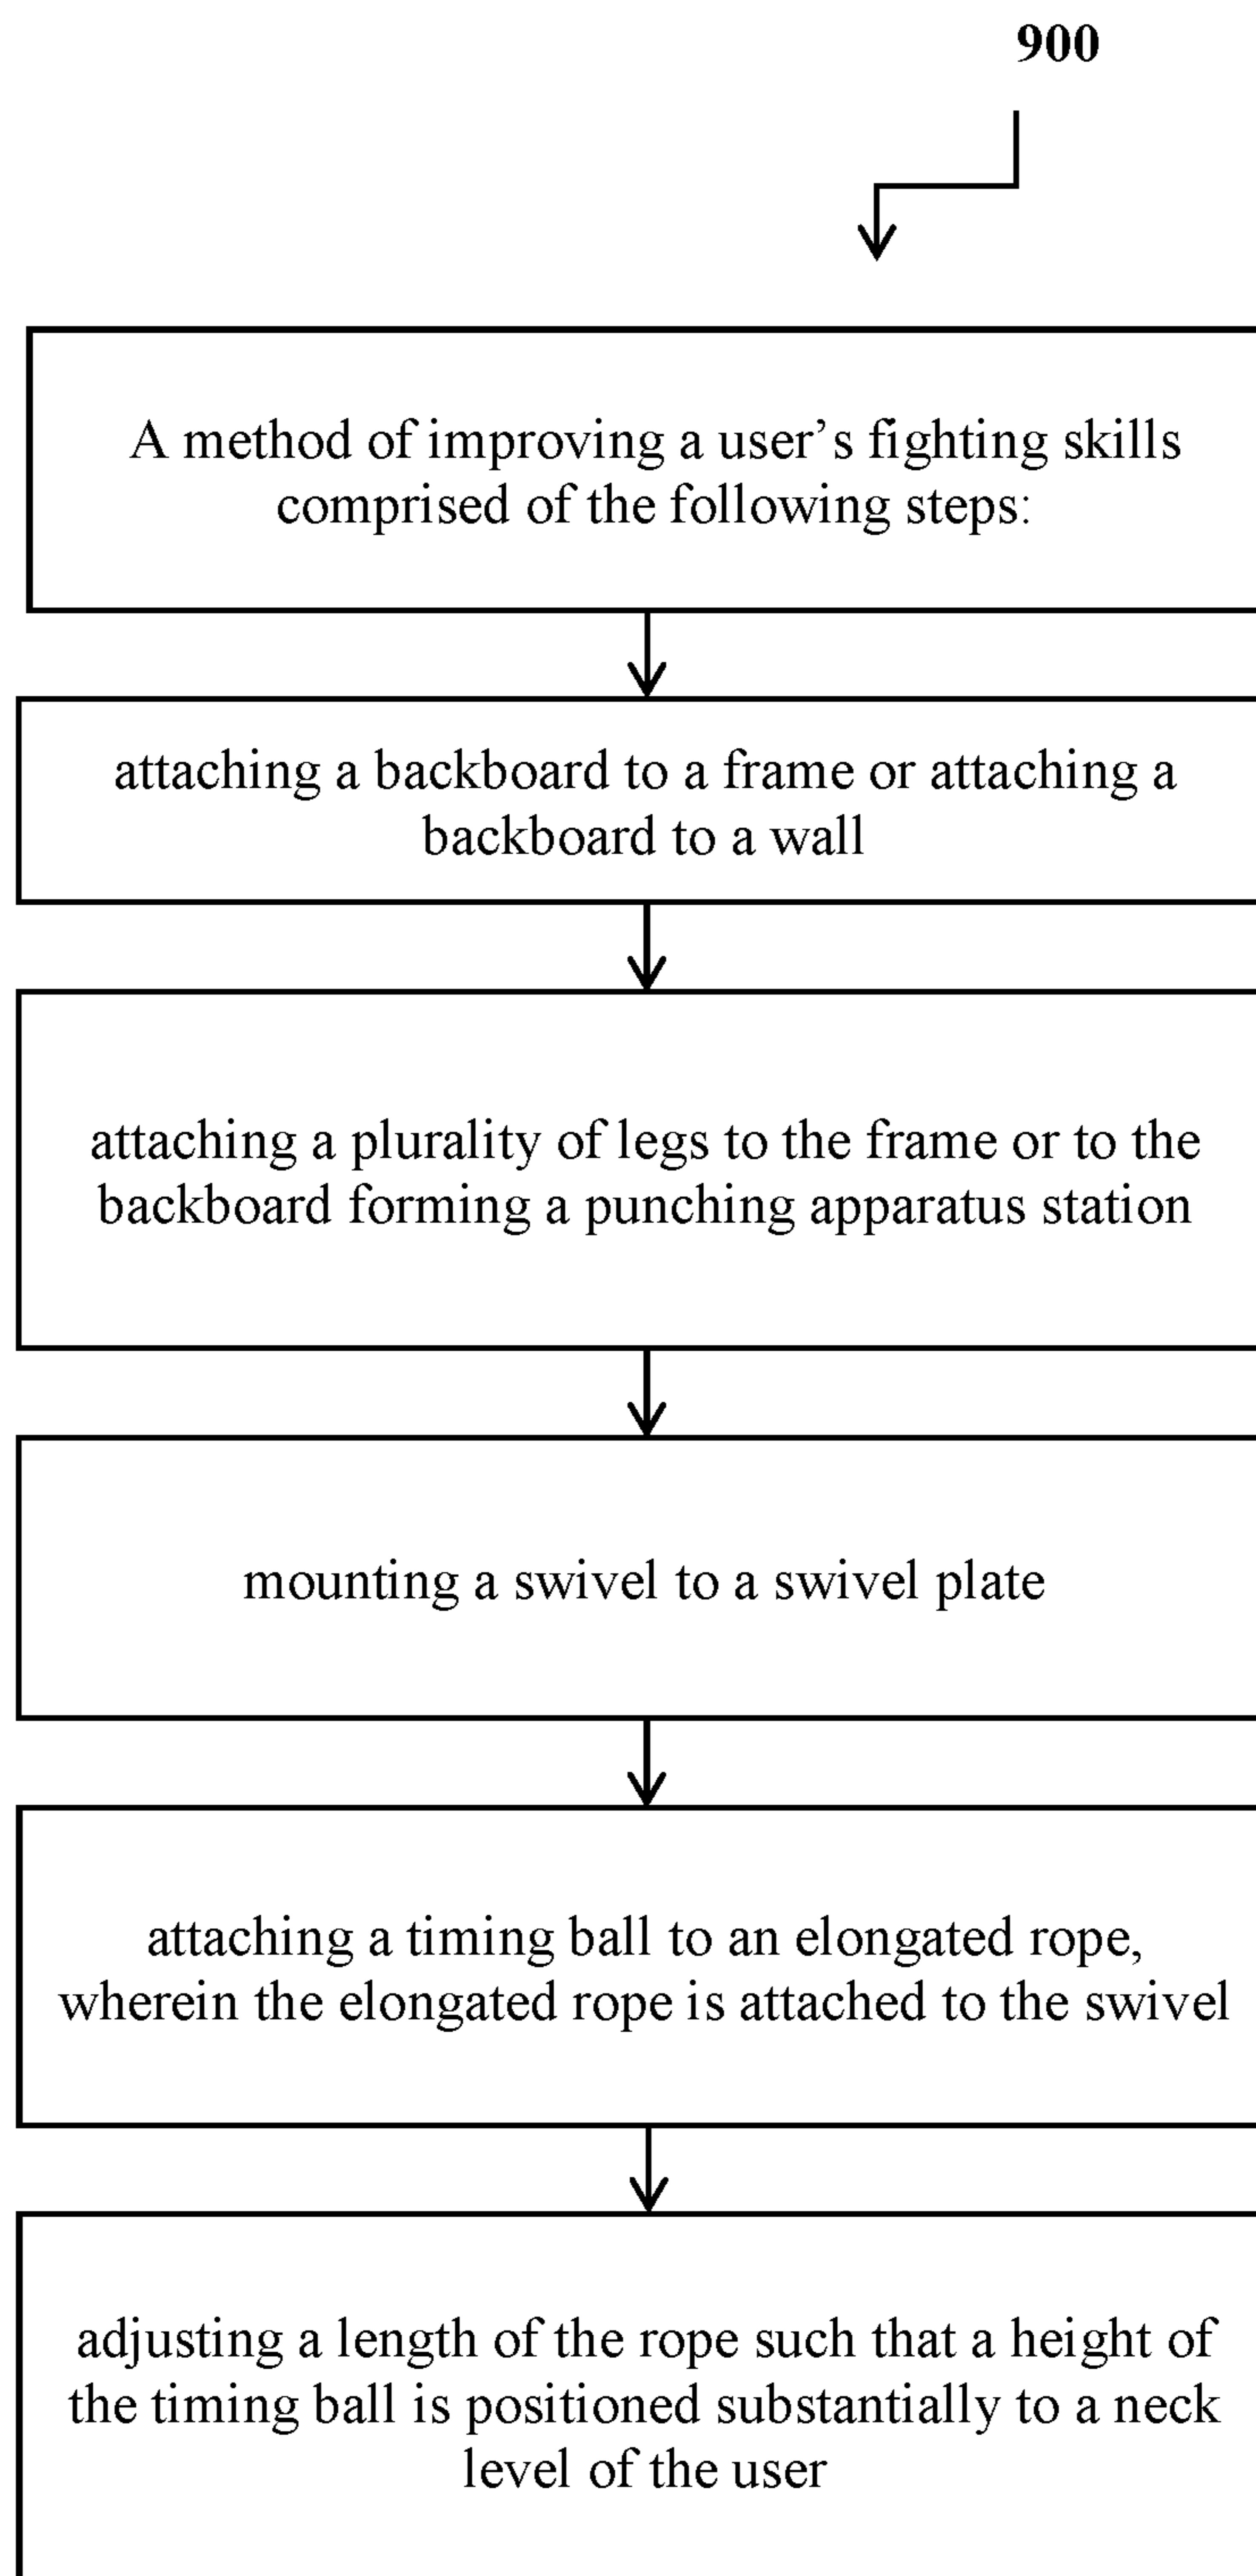 900
A method of improving a user’s fighting skills
comprised of the following steps:
attaching a backboard to a frame or attaching a
backboard to a wall
attaching a plurality of legs to the frame or to the
backboard forming a punching apparatus station
mounting a swivel to a swivel plate
attaching a timing ball to an elongated rope,
wherein the elongated rope is attached to the swivel
adjusting a length of the rope such that a height of
the timing ball is positioned substantially to a neck
level of the user